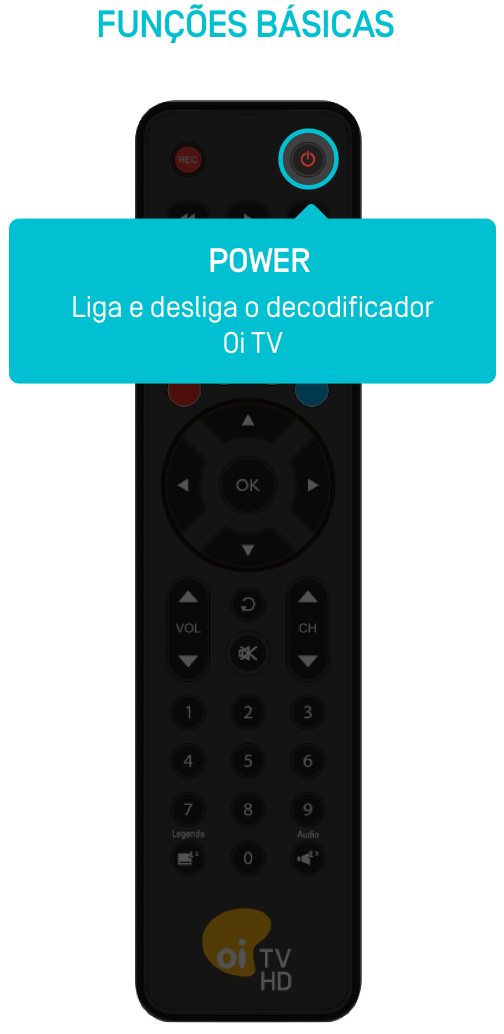 FUNÇÕES BÁSICAS
REC
POWER
Liga e desliga o decodificador
Oi TV
OK
VOL
CH
1 2 3
4 5 6
7 8 9
Legenda Áudio
0
oi TV
HD